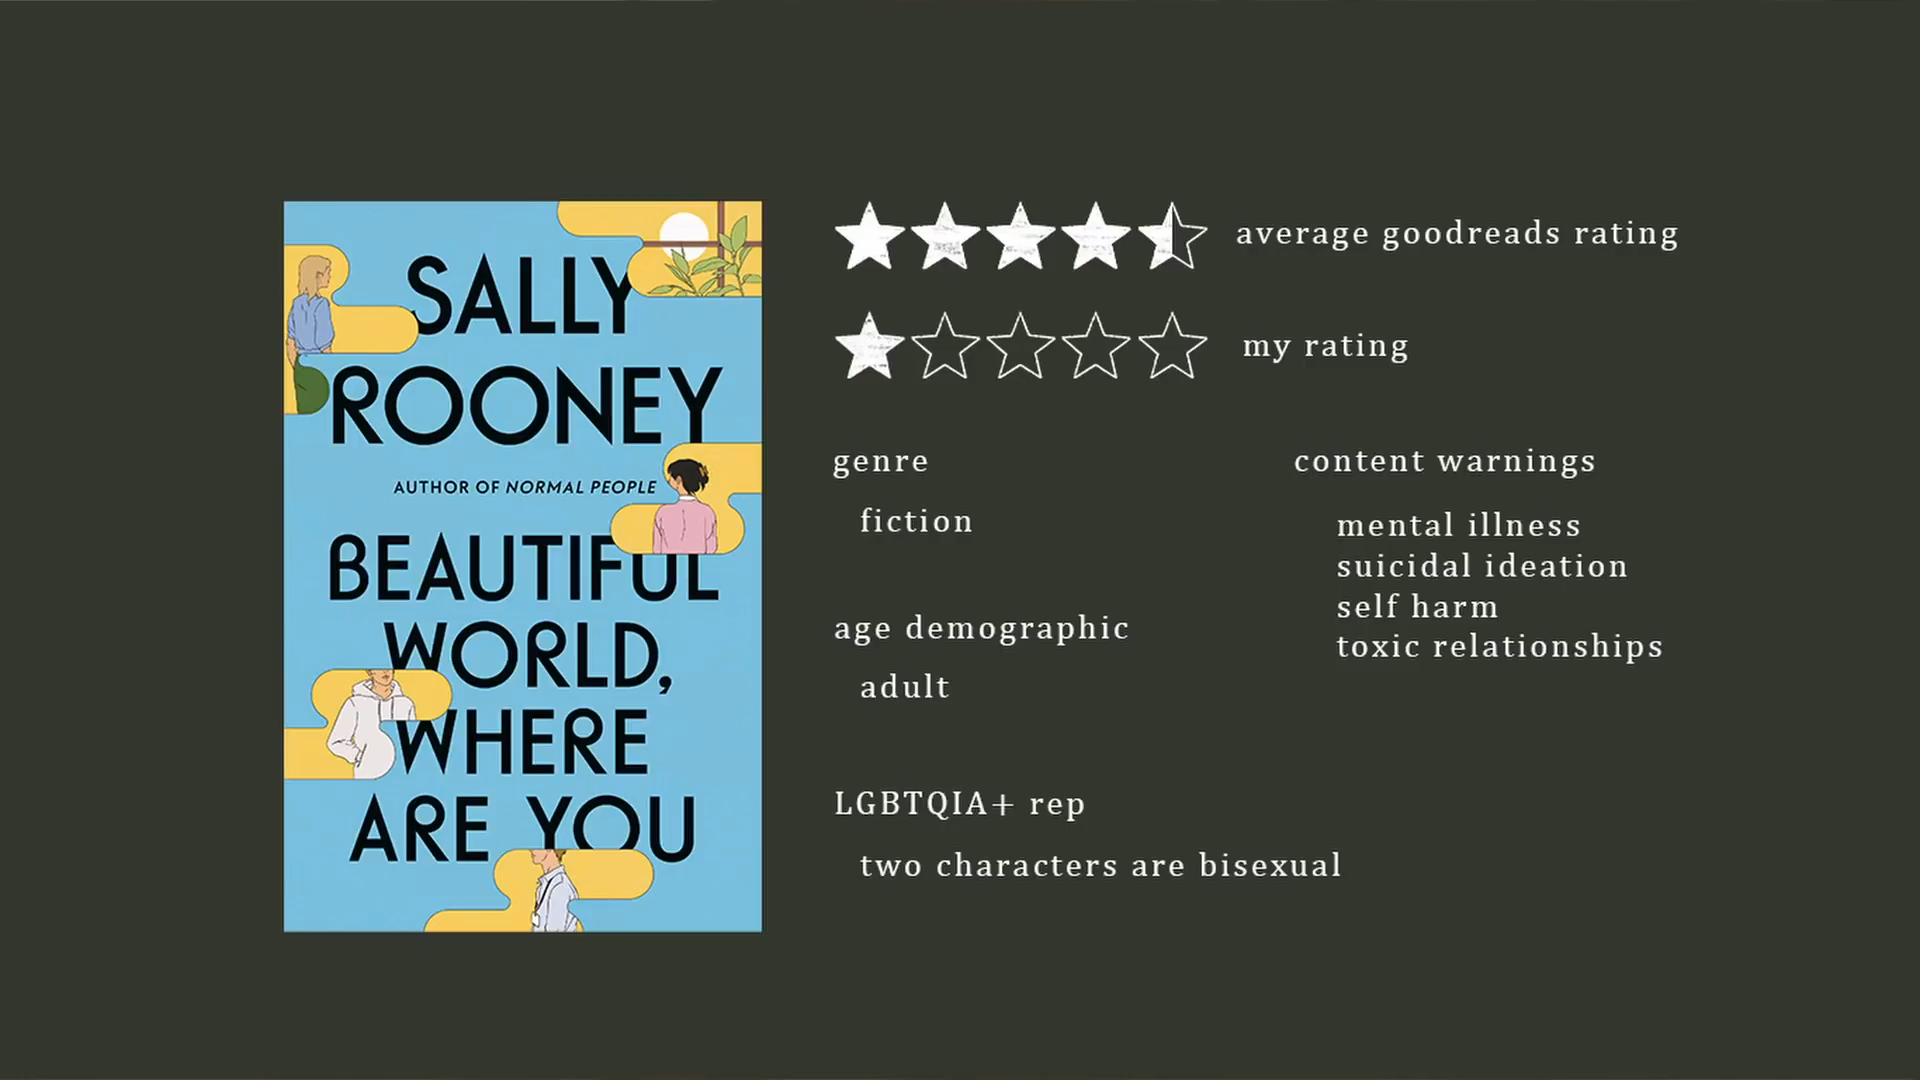 SALLY
ROONEY
AUTHOR OF NORMAL PEOPLE
BEAUTIFUL
WORLD,
WHERE
ARE YOU
average goodreads rating
my rating
genre
fiction
age demographic
adult
LGBTQIA+ rep
two characters are bisexual
content warnings
mental illness
suicidal ideation
self harm
toxic relationships